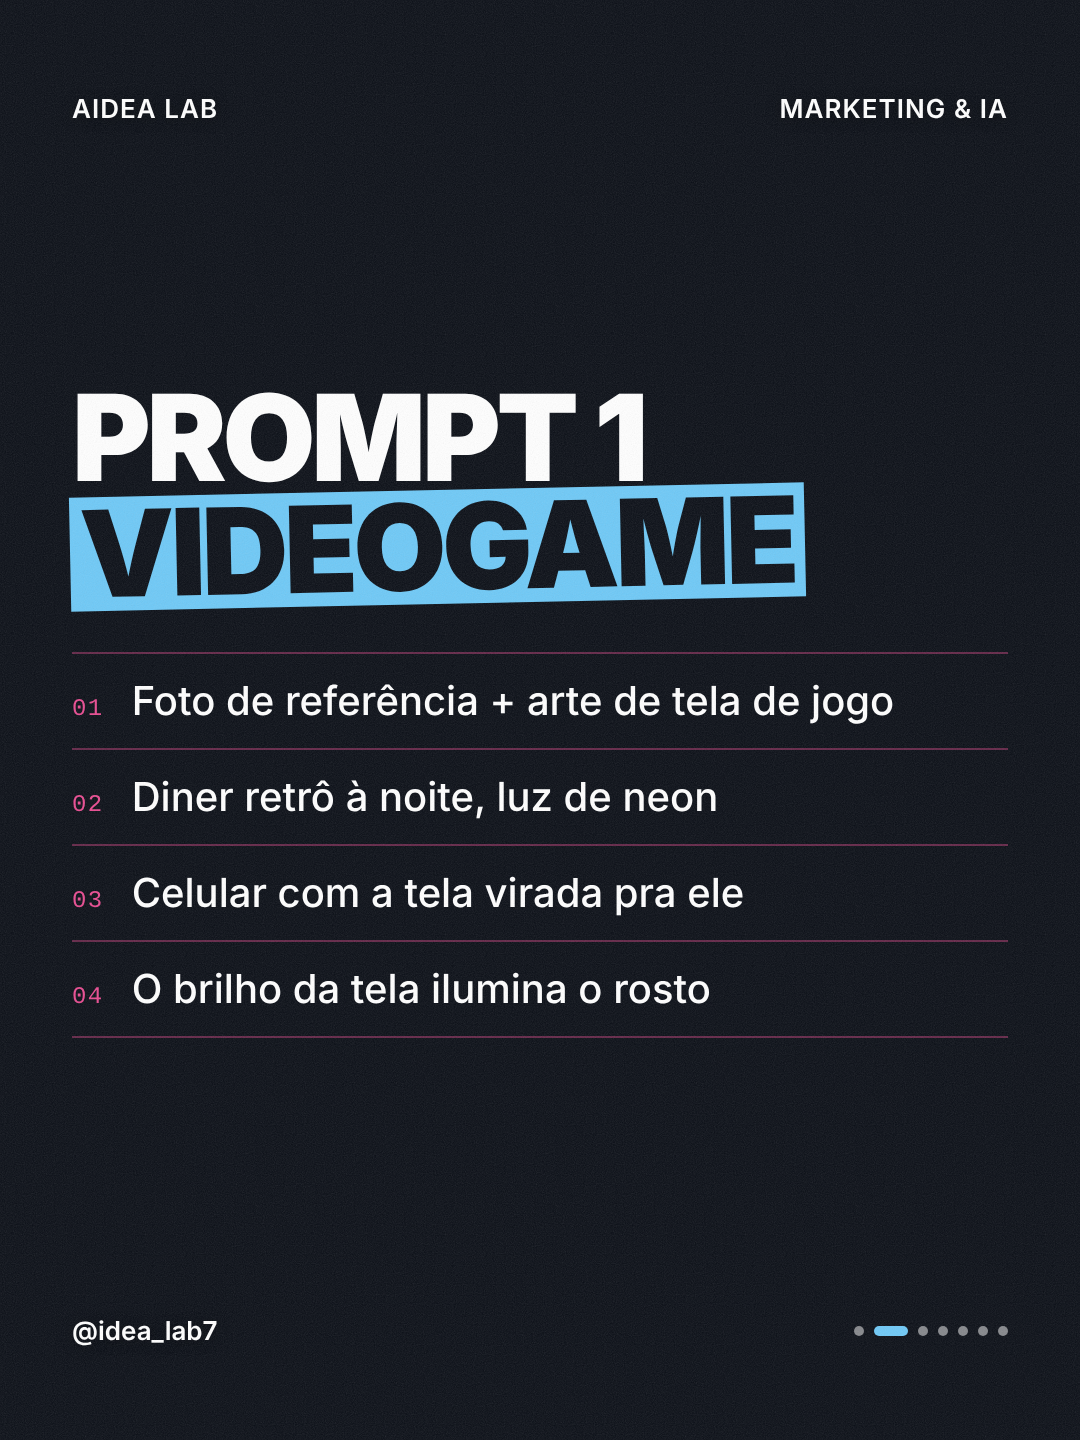 AIDEA LAB
MARKETING & IA
PROMPT 1
VIDEOGAME
01 Foto de referência + arte de tela de jogo
02 Diner retrô à noite, luz de neon
03 Celular com a tela virada pra ele
04 O brilho da tela ilumina o rosto
@idea_lab7